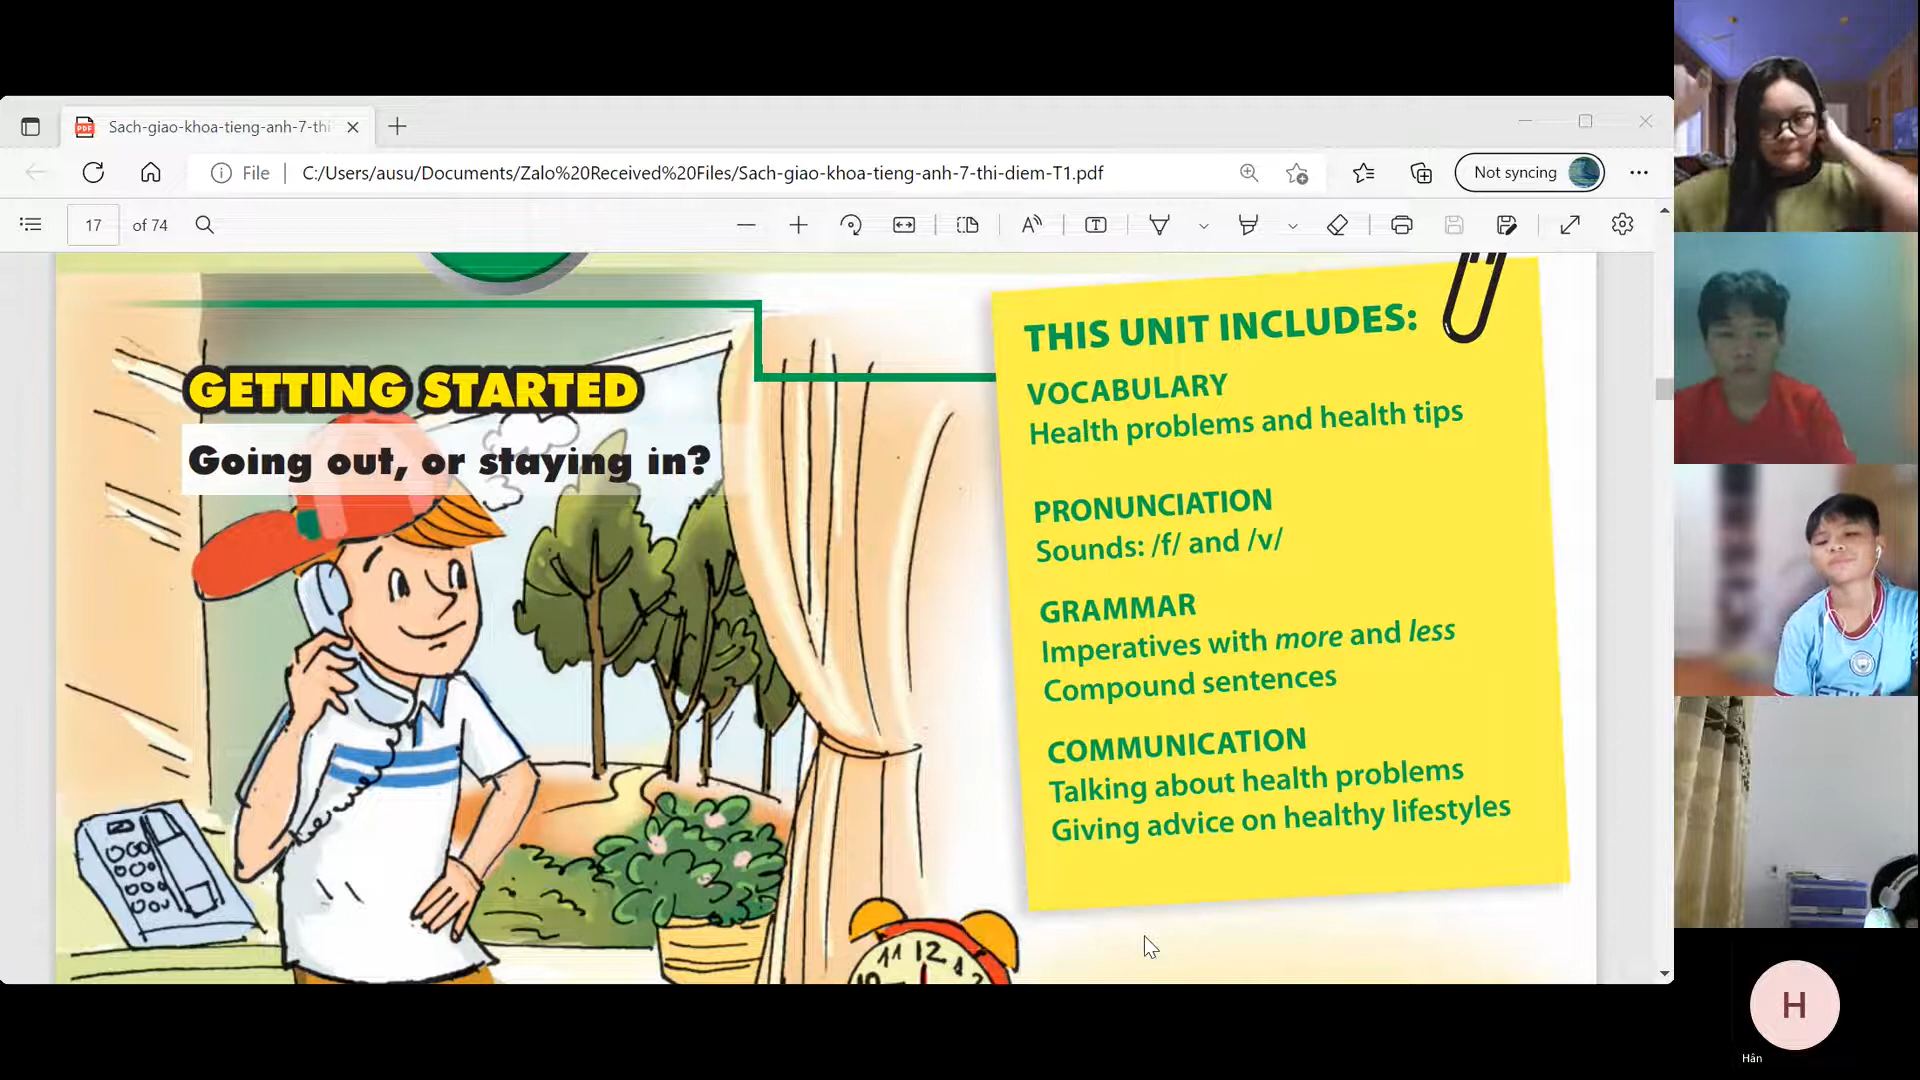 Sach-giao-khoa-tieng-anh-7-thi
File
C:/Users/ausu/Documents/Zalo%20Received%20Files/Sach-giao-khoa-tieng-anh-7-thi-diem-T1.pdf
Not syncing
17 of 74
GETTING STARTED
Going out, or staying in?
THIS UNIT INCLUDES:
VOCABULARY
Health problems and health tips
PRONUNCIATION
Sounds: /f/ and /v/
GRAMMAR
Imperatives with more and less
Compound sentences
COMMUNICATION
Talking about health problems
Giving advice on healthy lifestyles
11 12 1
H
Hân